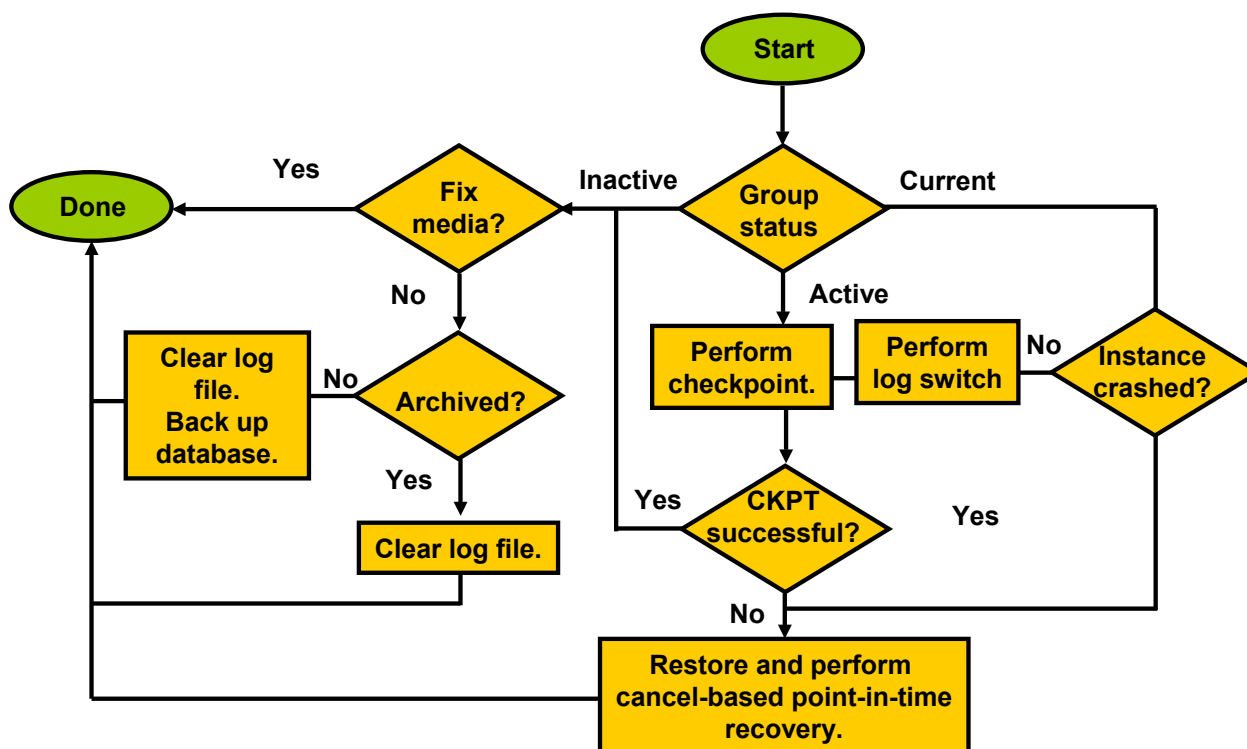 Start
Yes
Inactive
Current
Done
Fix
media?
Group
status
No
Active
Clear log
file.
Back up
database.
No
Archived?
Perform
checkpoint.
Perform
log switch
No
Instance
crashed?
Yes
Yes
CKPT
successful?
Yes
Clear log file.
No
Restore and perform
cancel-based point-in-time
recovery.